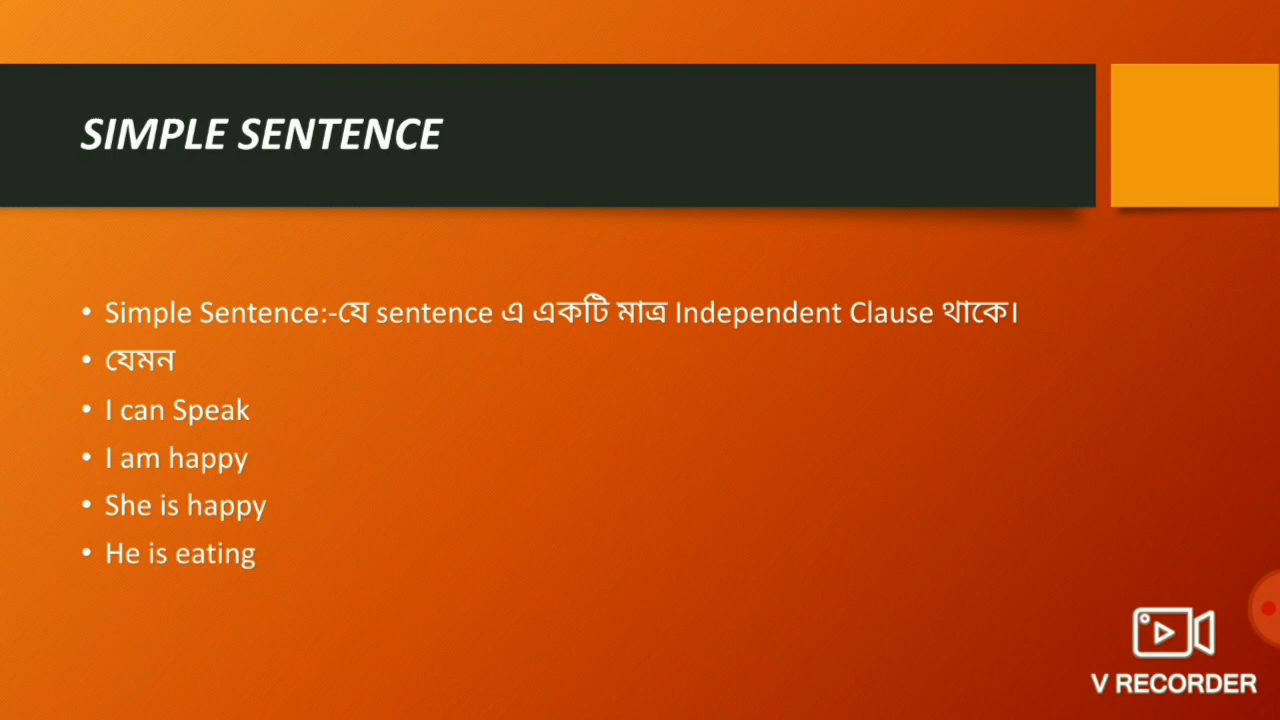 SIMPLE SENTENCE
• Simple Sentence:-যে sentence এ একটি মাত্র Independent Clause থাকে।
• যেমন
• I can Speak
• I am happy
• She is happy
• He is eating
V RECORDER